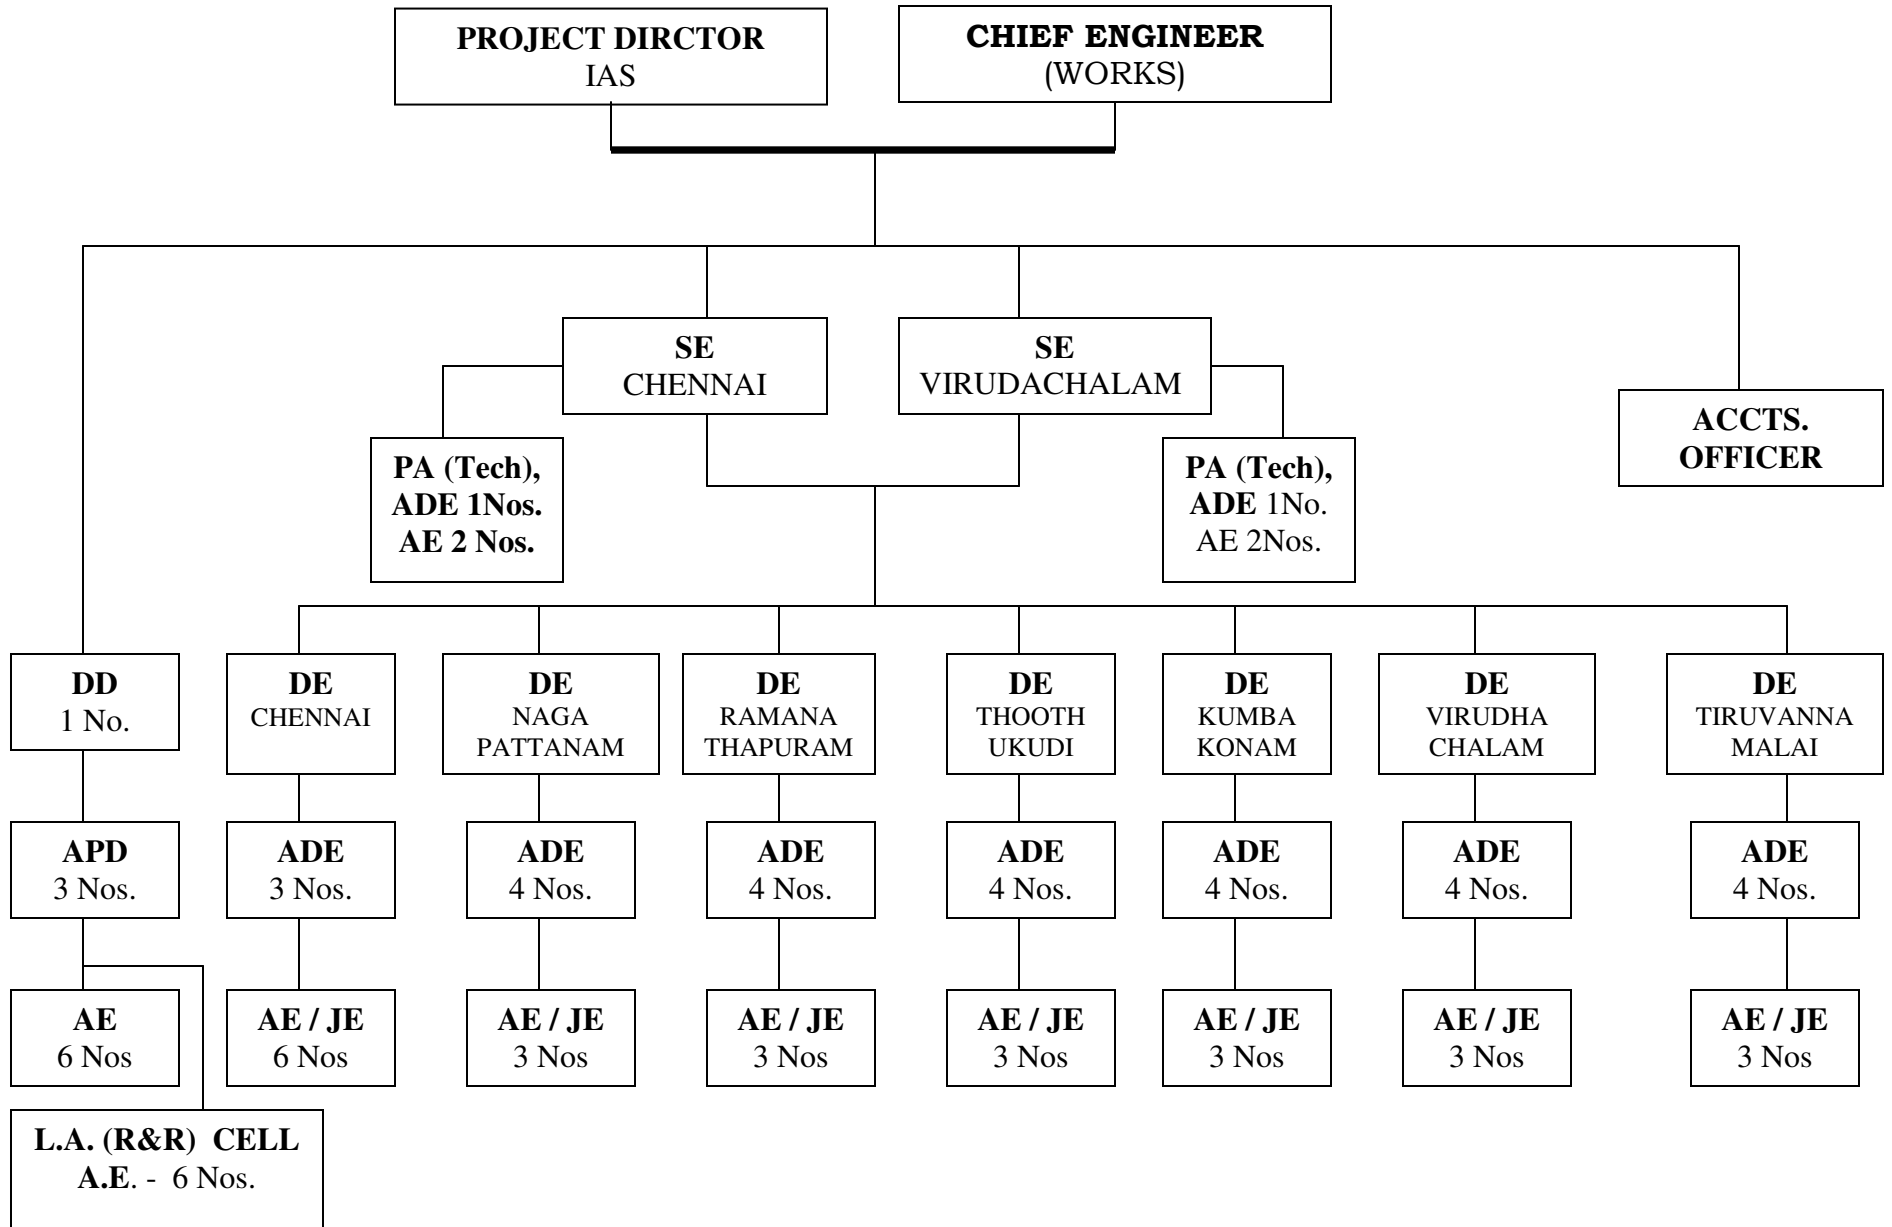 PROJECT DIRCTOR
IAS
CHIEF ENGINEER
(WORKS)
SE
CHENNAI
SE
VIRUDACHALAM
ACCTS.
OFFICER
PA (Tech),
ADE 1Nos.
AE 2 Nos.
PA (Tech),
ADE 1No.
AE 2Nos.
DD
1 No.
DE
CHENNAI
DE
NAGA
PATTANAM
DE
RAMANA
THAPURAM
DE
THOOTH
UKUDI
DE
KUMBA
KONAM
DE
VIRUDHA
CHALAM
DE
TIRUVANNA
MALAI
APD
3 Nos.
ADE
3 Nos.
ADE
4 Nos.
ADE
4 Nos.
ADE
4 Nos.
ADE
4 Nos.
ADE
4 Nos.
ADE
4 Nos.
AE
6 Nos
AE / JE
6 Nos
AE / JE
3 Nos
AE / JE
3 Nos
AE / JE
3 Nos
AE / JE
3 Nos
AE / JE
3 Nos
AE / JE
3 Nos
L.A. (R&R) CELL
A.E. - 6 Nos.